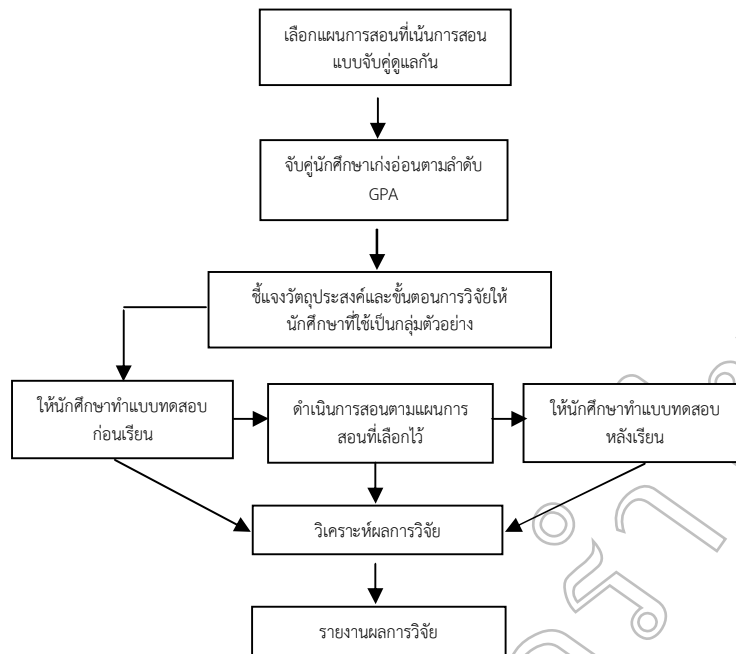 เลือกแผนการสอนที่เน้นการสอน
แบบจับคู่ดูแลกัน
จับคู่นักศึกษาเก่งอ่อนตามลำดับ
GPA
ชี้แจงวัตถุประสงค์และขั้นตอนการวิจัยให้
นักศึกษาที่ใช้เป็นกลุ่มตัวอย่าง
ให้นักศึกษาทำแบบทดสอบ
ก่อนเรียน
ดำเนินการสอนตามแผนการ
สอนที่เลือกไว้
ให้นักศึกษาทำแบบทดสอบ
หลังเรียน
วิเคราะห์ผลการวิจัย
รายงานผลการวิจัย